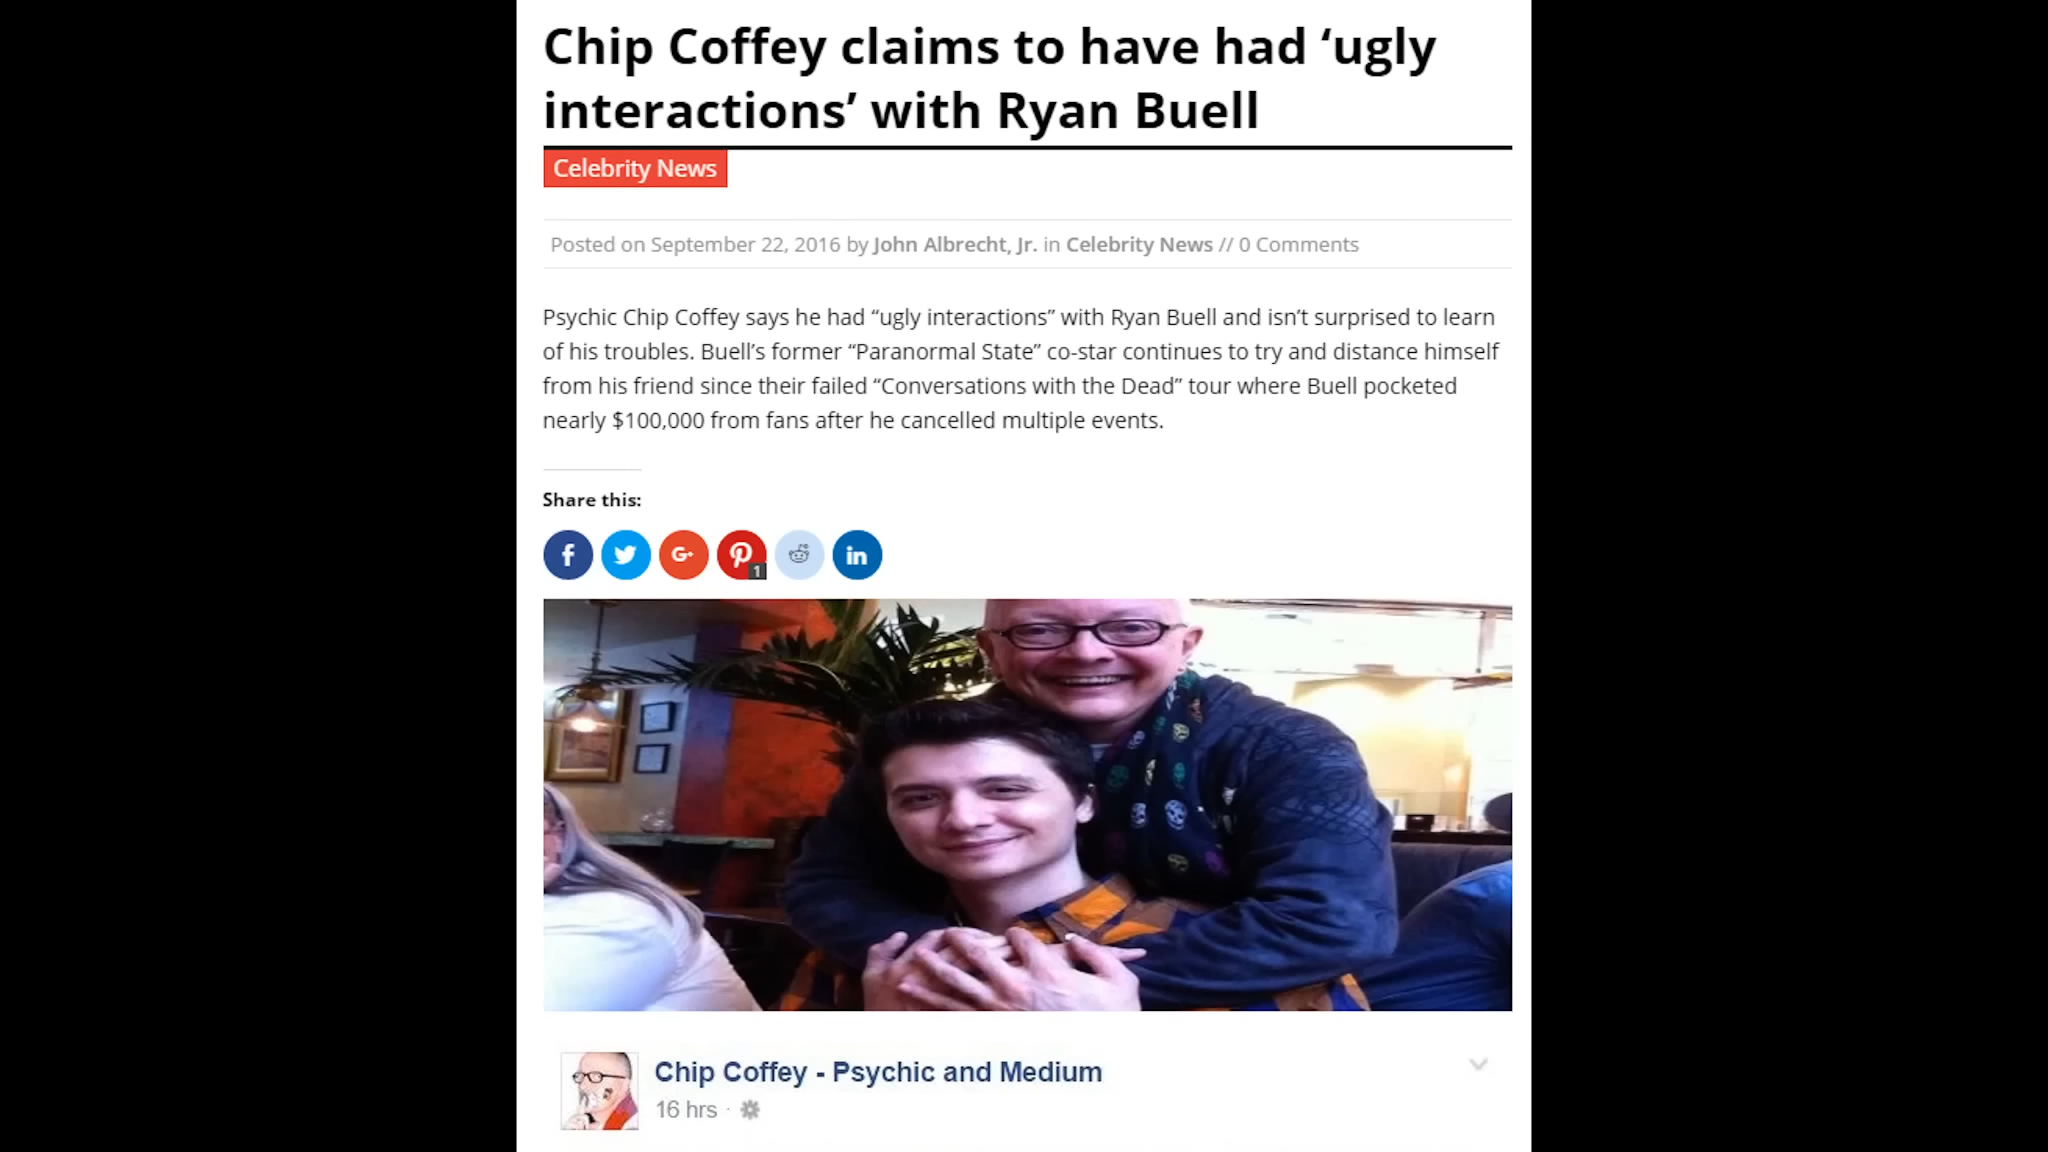 Chip Coffey claims to have had ‘ugly
interactions’ with Ryan Buell
Celebrity News
Posted on September 22, 2016 by John Albrecht, Jr. in Celebrity News // 0 Comments
Psychic Chip Coffey says he had “ugly interactions” with Ryan Buell and isn’t surprised to learn
of his troubles. Buell’s former “Paranormal State” co-star continues to try and distance himself
from his friend since their failed “Conversations with the Dead” tour where Buell pocketed
nearly $100,000 from fans after he cancelled multiple events.
Share this:
f G+ 1 in
Chip Coffey - Psychic and Medium
16 hrs ·